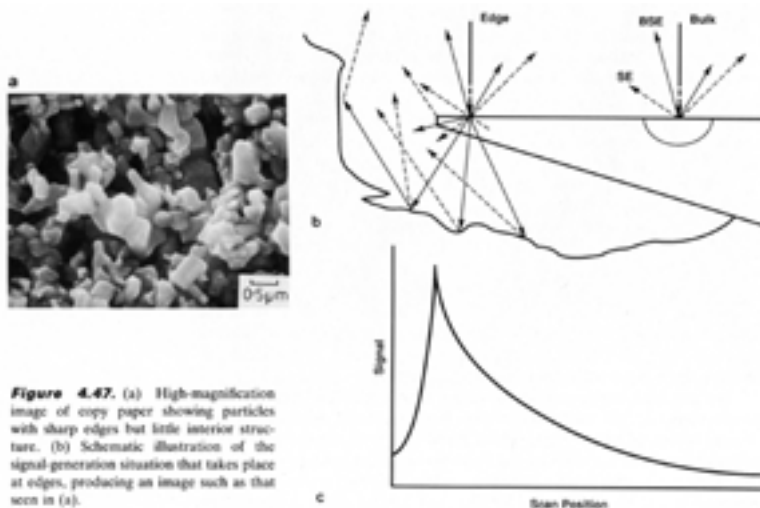 a
0·5µm
Figure 4.47. (a) High-magnification
image of copy paper showing particles
with sharp edges but little interior struc-
ture. (b) Schematic illustration of the
signal-generation situation that takes place
at edges, producing an image such as that
seen in (a).
Edge
BSE
Bulk
SE
b
Signal
c
Scan Position